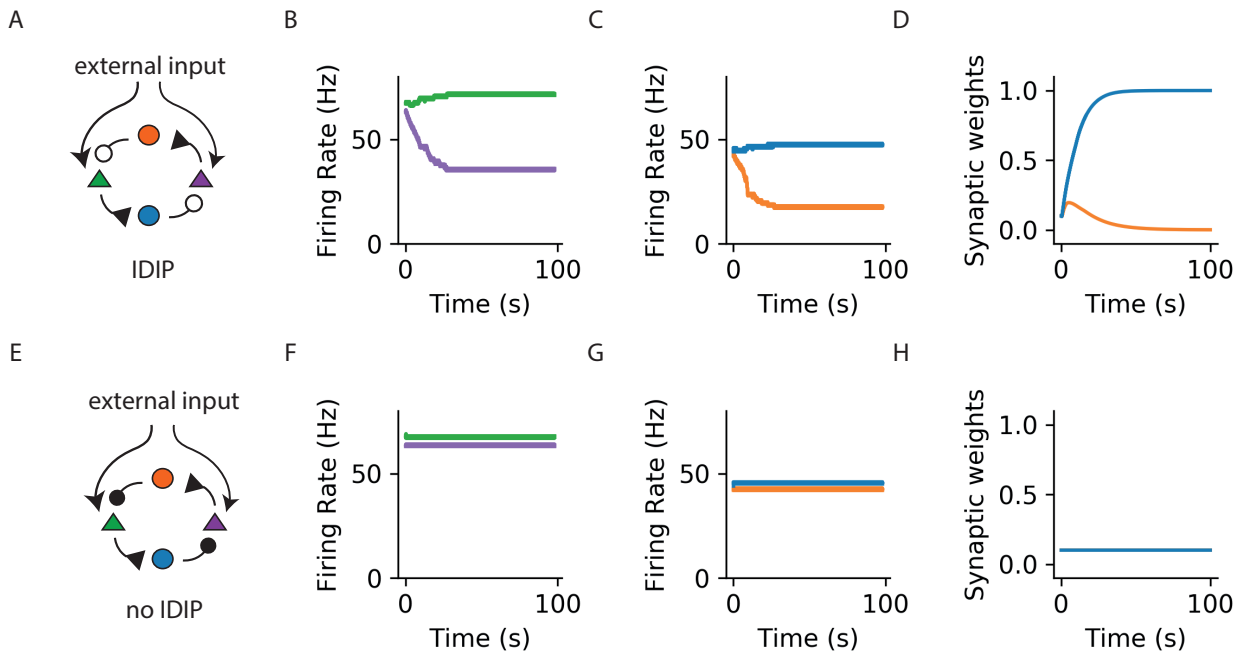 A
B
C
D
external input
IDIP
Firing Rate (Hz)
50
0
0
100
Time (s)
Firing Rate (Hz)
50
0
0
100
Time (s)
Synaptic weights
1.0
0.5
0.0
0
100
Time (s)
E
F
G
H
external input
no IDIP
Firing Rate (Hz)
50
0
0
100
Time (s)
Firing Rate (Hz)
50
0
0
100
Time (s)
Synaptic weights
1.0
0.5
0.0
0
100
Time (s)